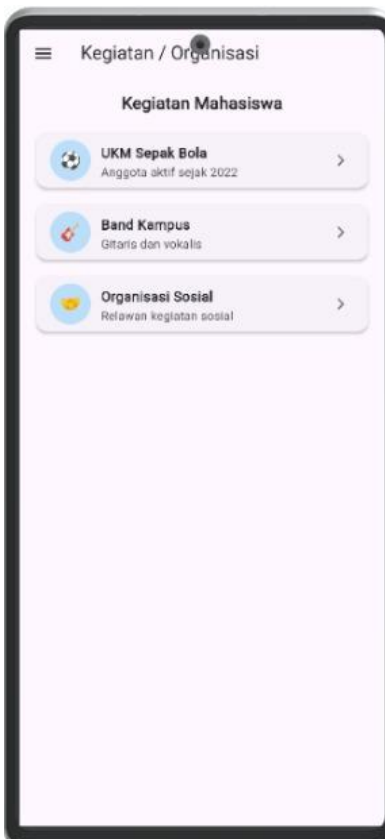 Kegiatan / Organisasi
Kegiatan Mahasiswa
UKM Sepak Bola
Anggota aktif sejak 2022
Band Kampus
Gitaris dan vokalis
Organisasi Sosial
Relawan kegiatan sosial